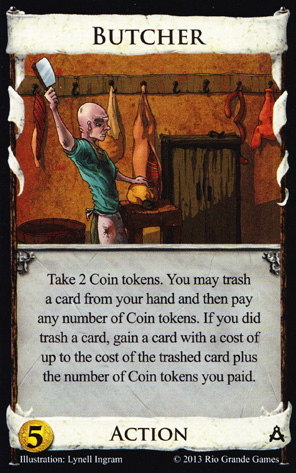 BUTCHER
Take 2 Coin tokens. You may trash
a card from your hand and then pay
any number of Coin tokens. If you did
trash a card, gain a card with a cost of
up to the cost of the trashed card plus
the number of Coin tokens you paid.
5
ACTION
Illustration: Lynell Ingram
© 2013 Rio Grande Games